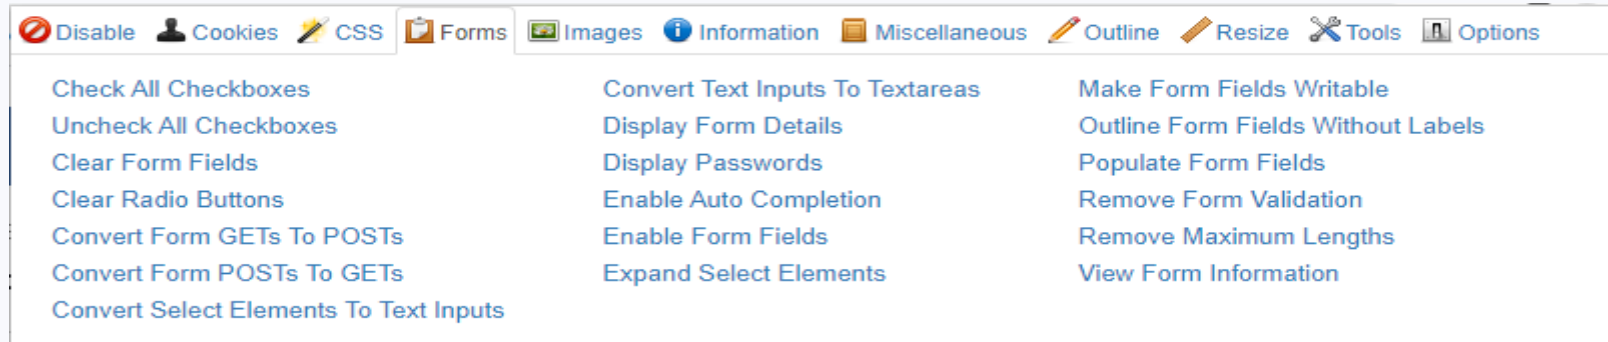 Disable Cookies CSS Forms Images Information Miscellaneous Outline Resize Tools Options
Check All Checkboxes
Uncheck All Checkboxes
Clear Form Fields
Clear Radio Buttons
Convert Form GETs To POSTs
Convert Form POSTs To GETs
Convert Select Elements To Text Inputs
Convert Text Inputs To Textareas
Display Form Details
Display Passwords
Enable Auto Completion
Enable Form Fields
Expand Select Elements
Make Form Fields Writable
Outline Form Fields Without Labels
Populate Form Fields
Remove Form Validation
Remove Maximum Lengths
View Form Information